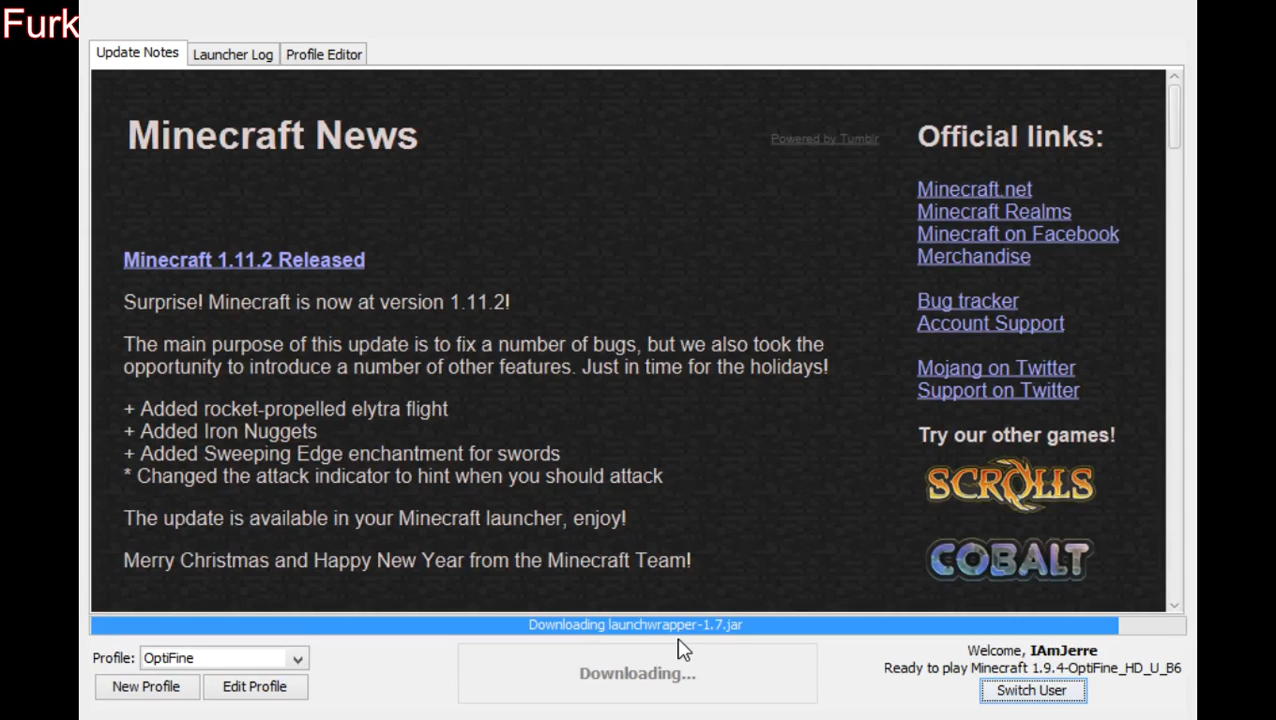 Furk
Update Notes
Launcher Log
Profile Editor
Minecraft News
Powered by Tumblr
Minecraft 1.11.2 Released
Surprise! Minecraft is now at version 1.11.2!
The main purpose of this update is to fix a number of bugs, but we also took the
opportunity to introduce a number of other features. Just in time for the holidays!
+ Added rocket-propelled elytra flight
+ Added Iron Nuggets
+ Added Sweeping Edge enchantment for swords
* Changed the attack indicator to hint when you should attack
The update is available in your Minecraft launcher, enjoy!
Merry Christmas and Happy New Year from the Minecraft Team!
Official links:
Minecraft.net
Minecraft Realms
Minecraft on Facebook
Merchandise
Bug tracker
Account Support
Mojang on Twitter
Support on Twitter
Try our other games!
SCROLLS
COBALT
Downloading launchwrapper-1.7.jar
Profile: OptiFine
New Profile
Edit Profile
Downloading...
Welcome, IAmJerre
Ready to play Minecraft 1.9.4-OptiFine_HD_U_B6
Switch User